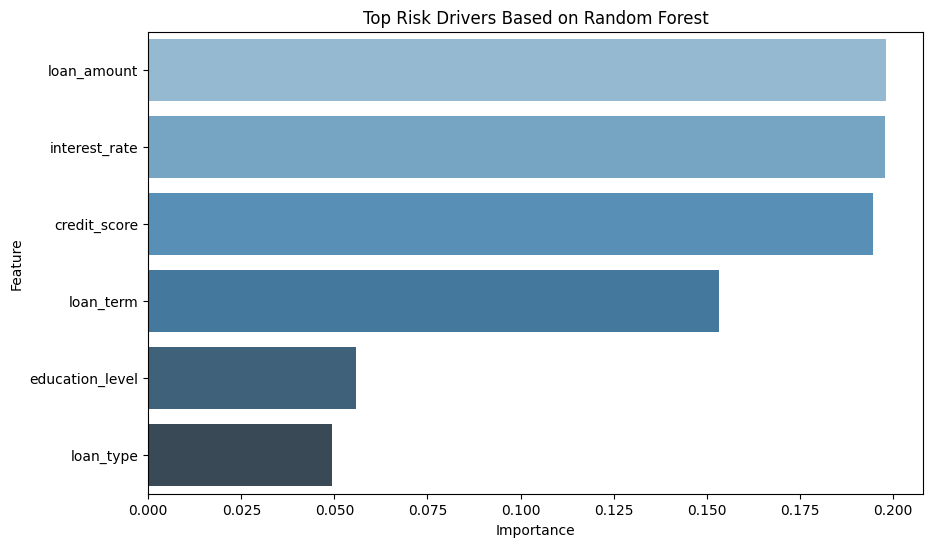 Top Risk Drivers Based on Random Forest
Feature
loan_amount
interest_rate
credit_score
loan_term
education_level
loan_type
0.000 0.025 0.050 0.075 0.100 0.125 0.150 0.175 0.200
Importance